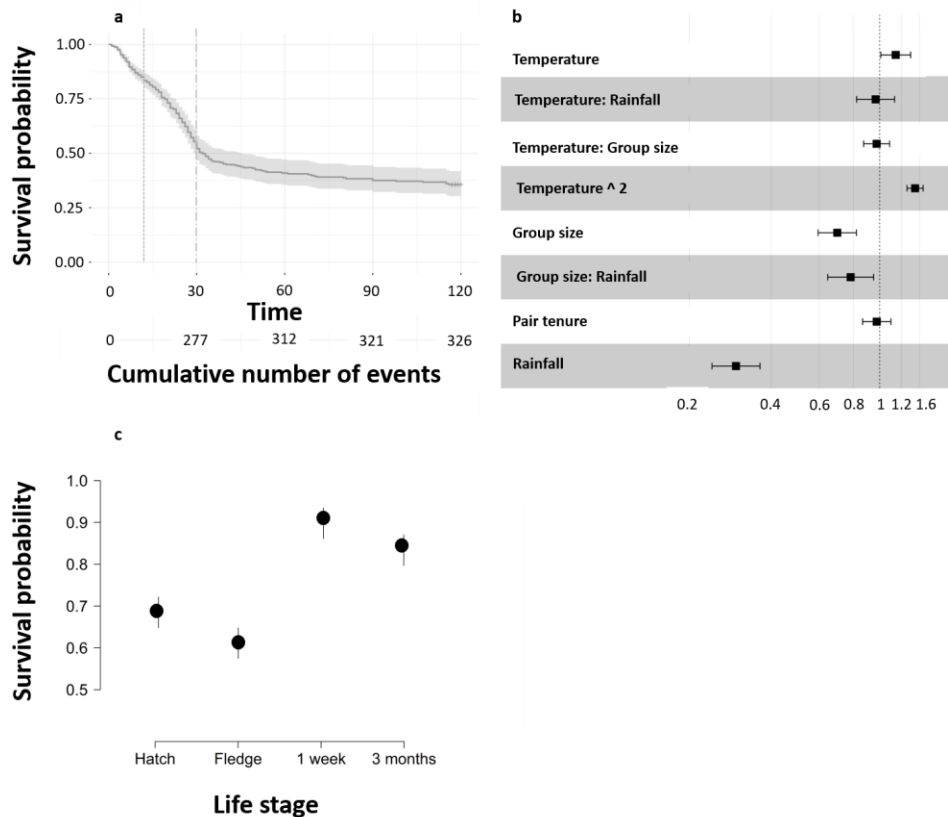 a
Survival probability
1.00
0.75
0.50
0.25
0.00
0 30 60 90 120
Time
0 277 312 321 326
Cumulative number of events
b
Temperature
Temperature: Rainfall
Temperature: Group size
Temperature ^ 2
Group size
Group size: Rainfall
Pair tenure
Rainfall
0.2 0.4 0.6 0.8 1 1.2 1.6
c
Survival probability
1.0
0.9
0.8
0.7
0.6
0.5
Hatch Fledge 1 week 3 months
Life stage